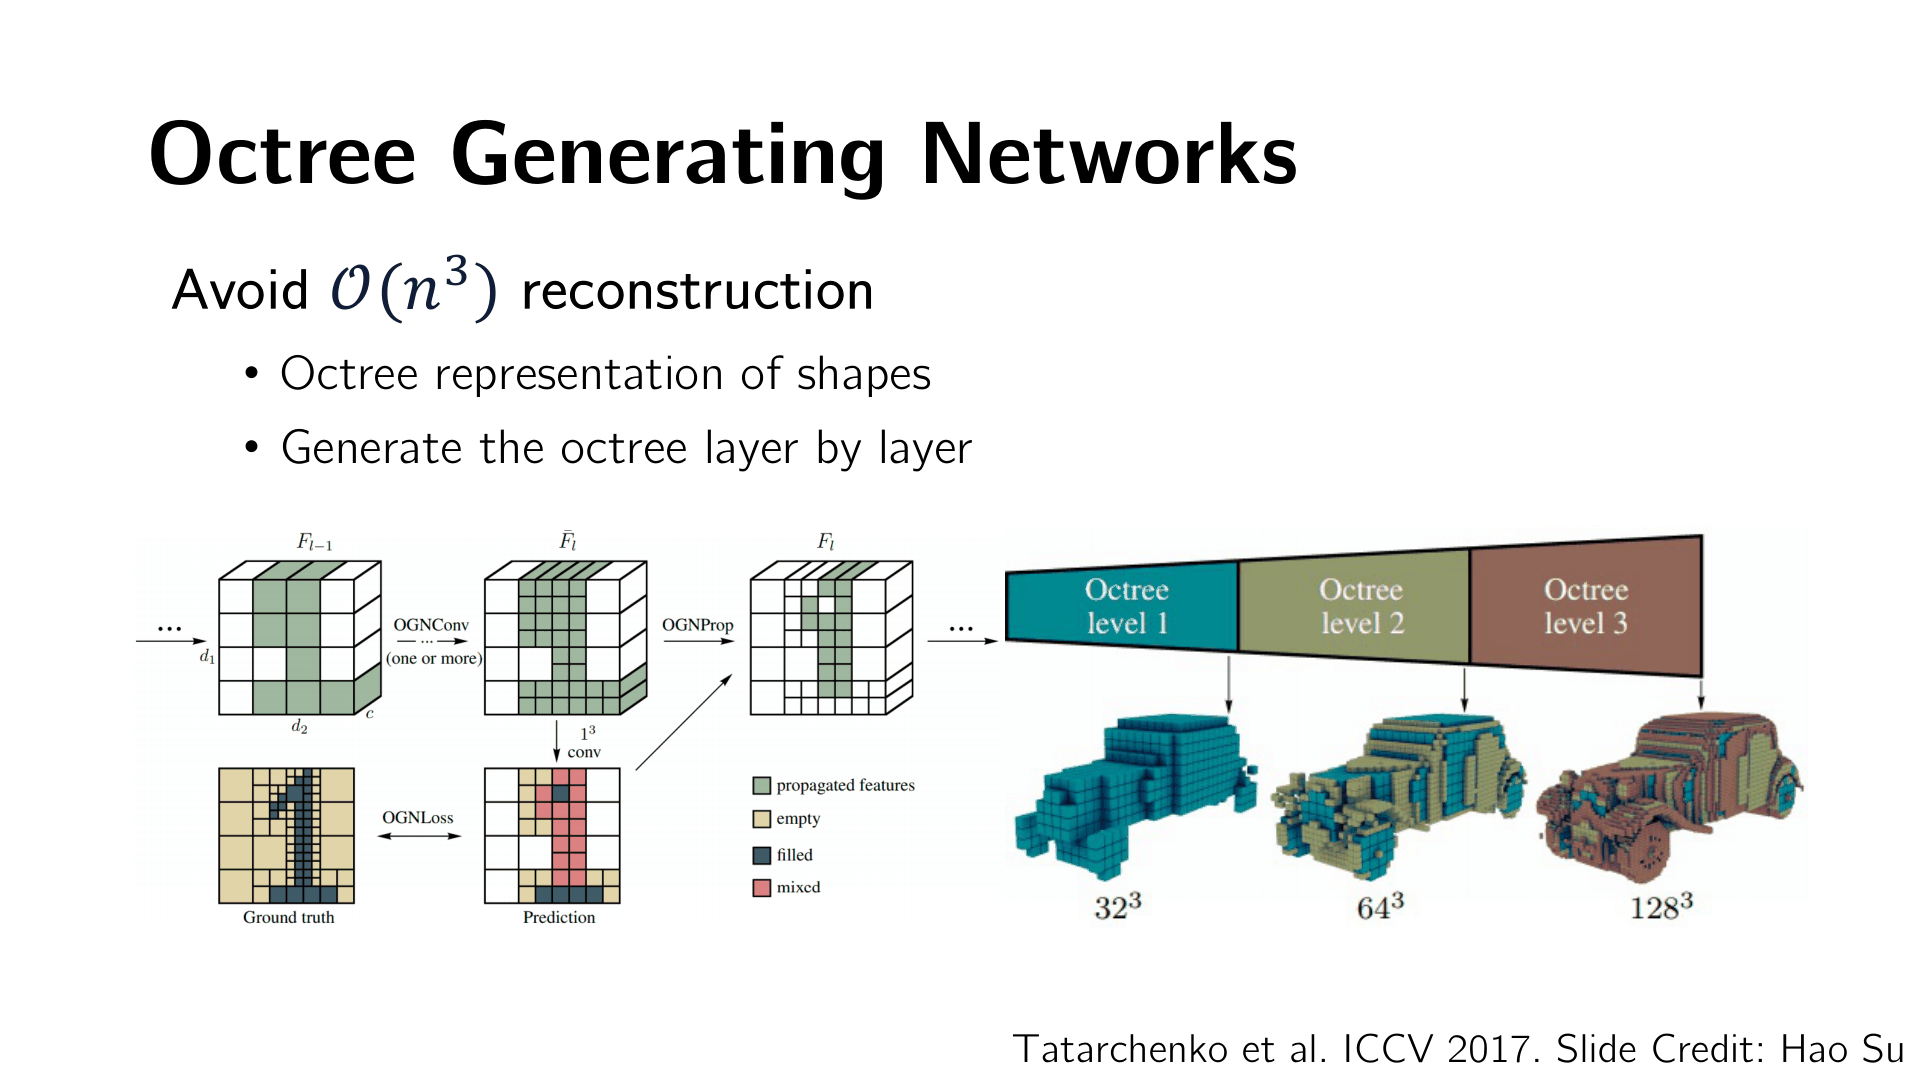 Octree Generating Networks
Avoid 𝒪(n³) reconstruction
• Octree representation of shapes
• Generate the octree layer by layer
F_{l−1}
F̄_l
F_l
...
OGNConv
...
(one or more)
OGNProp
...
d₁
d₂
c
1³
conv
OGNLoss
Ground truth
Prediction
propagated features
empty
filled
mixed
Octree
level 1
Octree
level 2
Octree
level 3
32³
64³
128³
Tatarchenko et al. ICCV 2017. Slide Credit: Hao Su